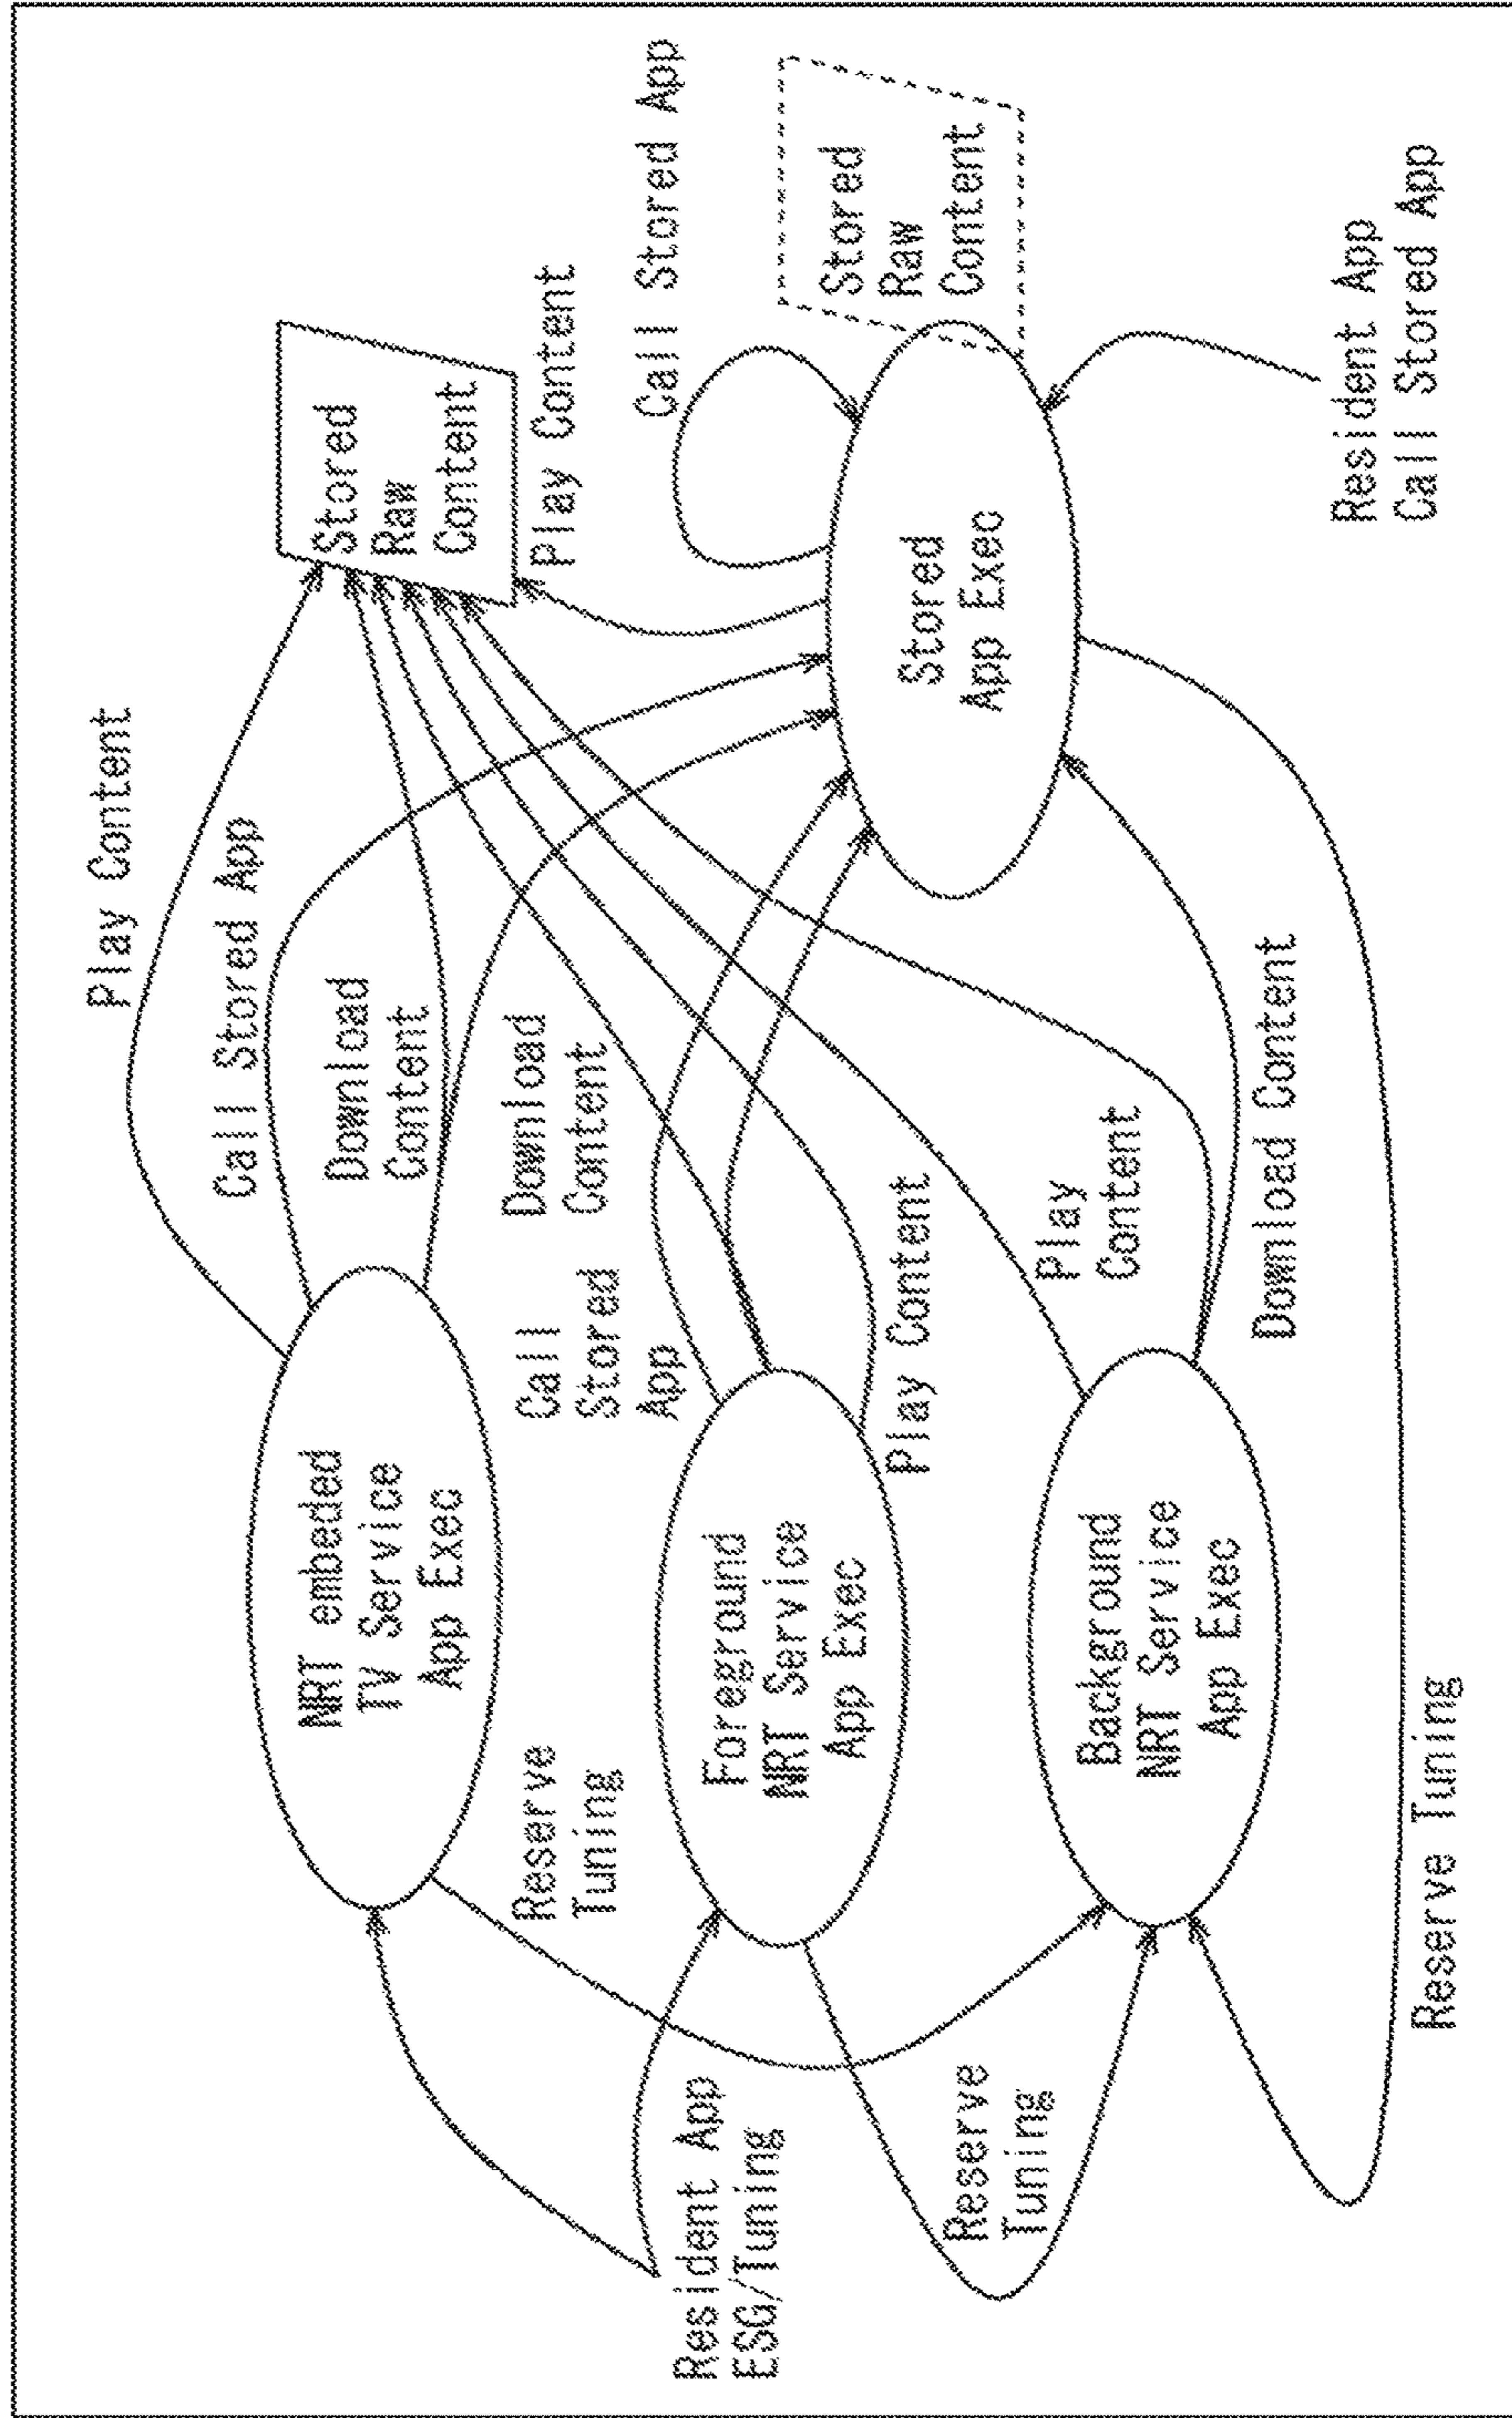 Play Content
Call Stored App
Download
Content
Stored
Raw
Content
Play Content
NRT embeded
TV Service
App Exec
Reserve
Tuning
Call
Stored
App
Download
Content
Call Stored App
Resident App
ESG/Tuning
Foreground
NRT Service
App Exec
Play Content
Stored
App Exec
Stored
Raw
Content
Reserve
Tuning
Background
NRT Service
App Exec
Play
Content
Download Content
Resident App
Call Stored App
Reserve Tuning